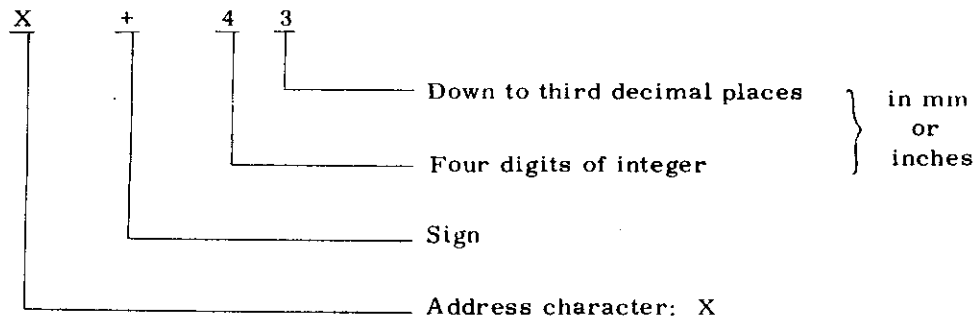 X + 4 3
Down to third decimal places
in mm
or
Four digits of integer
inches
Sign
Address character: X